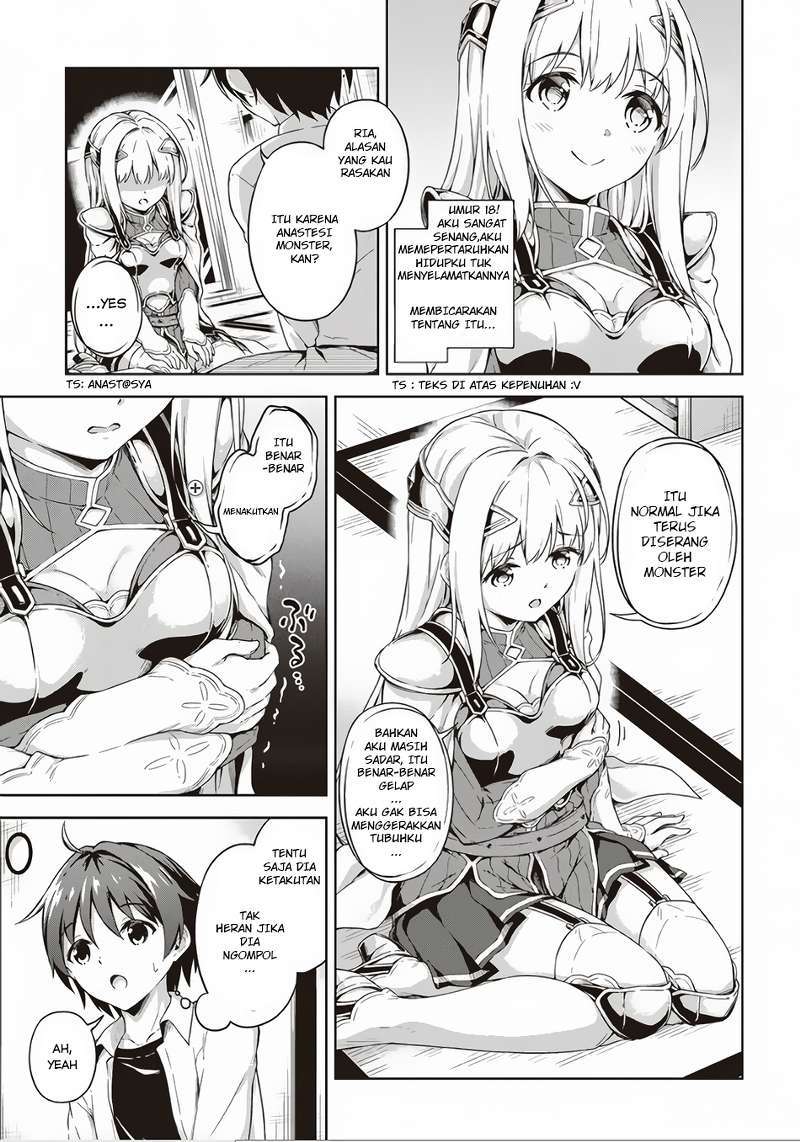 UMUR 18!
AKU SANGAT
SENANG,AKU
MEMEPERTARUHKAN
HIDUPKU TUK
MENYELAMATKANNYA
MEMBICARAKAN
TENTANG ITU...
TS : TEKS DI ATAS KEPENUHAN :V
RIA,
ALASAN
YANG KAU
RASAKAN
ITU KARENA
ANASTESI
MONSTER,
KAN?
...YES
...
TS: ANAST@SYA
ITU
NORMAL JIKA
TERUS
DISERANG
OLEH
MONSTER
BAHKAN
AKU MASIH
SADAR, ITU
BENAR-BENAR
GELAP
...
AKU GAK BISA
MENGGERAKKAN
TUBUHKU
...
ITU
BENAR
-BENAR
MENAKUTKAN
ぶる…
TENTU
SAJA DIA
KETAKUTAN
TAK
HERAN JIKA
DIA
NGOMPOL
...
AH,
YEAH